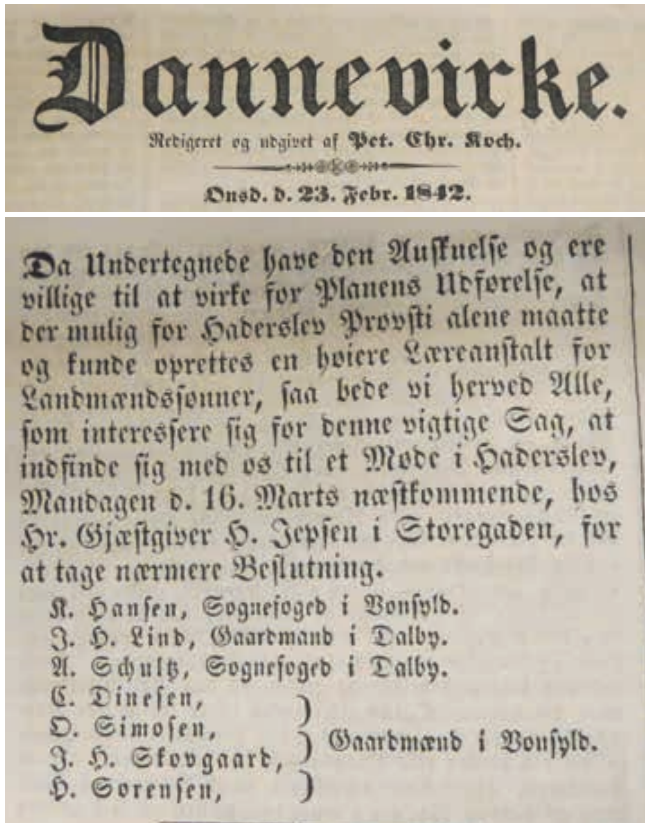 Dannevirke.
Redigeret og udgivet af Pet. Chr. Koch.
Onsd. d. 23. Febr. 1842.
Da Undertegnede have den Anskuelse og ere
villige til at virke for Planens Udførelse, at
der mulig for Haderslev Provsti alene maatte
og kunde oprettes en høiere Læreanstalt for
Landmændssønner, saa bede vi herved Alle,
som interessere sig for denne vigtige Sag, at
indfinde sig med os til et Møde i Haderslev,
Mandagen d. 16. Marts næstkommende, hos
Hr. Gjæstgiver H. Jepsen i Storegaden, for
at tage nærmere Beslutning.
K. Hansen, Sognefoged i Vonsyld.
J. H. Lind, Gaardmand i Dalby.
A. Schultz, Sognefoged i Dalby.
C. Dinesen,
O. Simosen,
J. H. Skovgaard, } Gaardmænd i Vonsyld.
H. Sørensen,